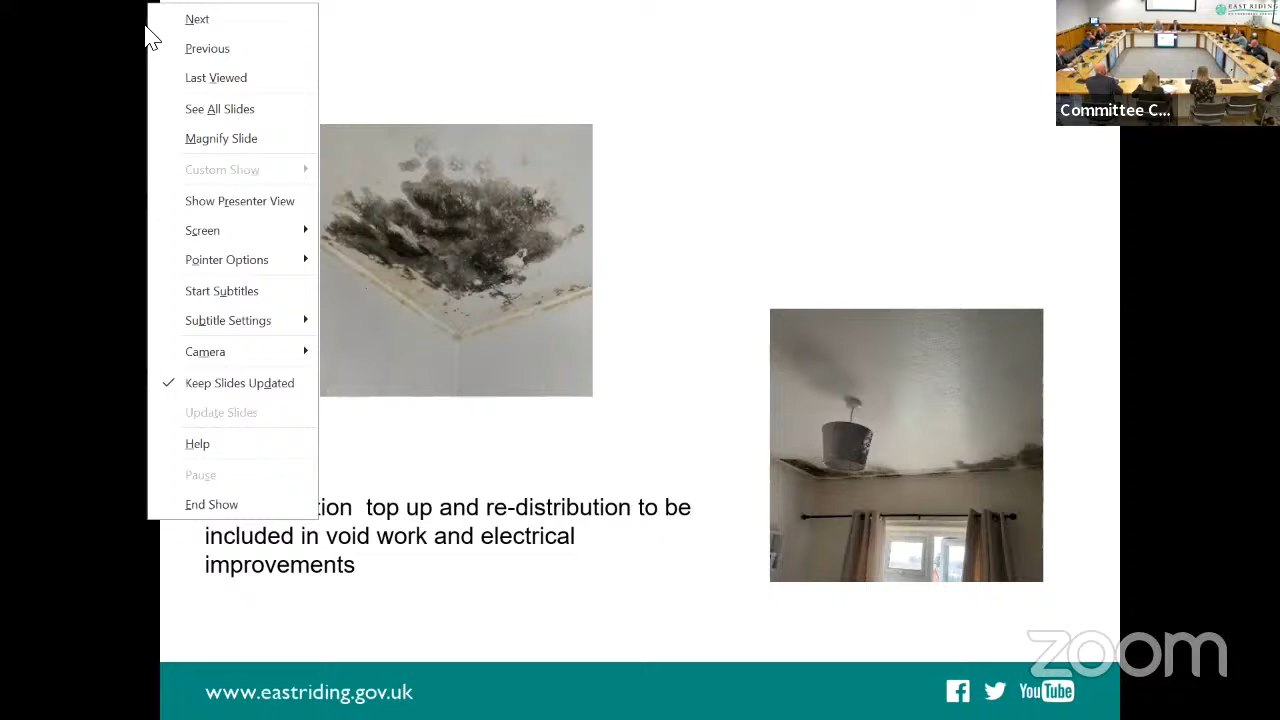 Next
Previous
Last Viewed
See All Slides
Magnify Slide
Custom Show
Show Presenter View
Screen
Pointer Options
Start Subtitles
Subtitle Settings
Camera
Keep Slides Updated
Update Slides
Help
Pause
End Show
EAST RIDING
Committee C...
tion top up and re-distribution to be
included in void work and electrical
improvements
zoom
www.eastriding.gov.uk
YouTube